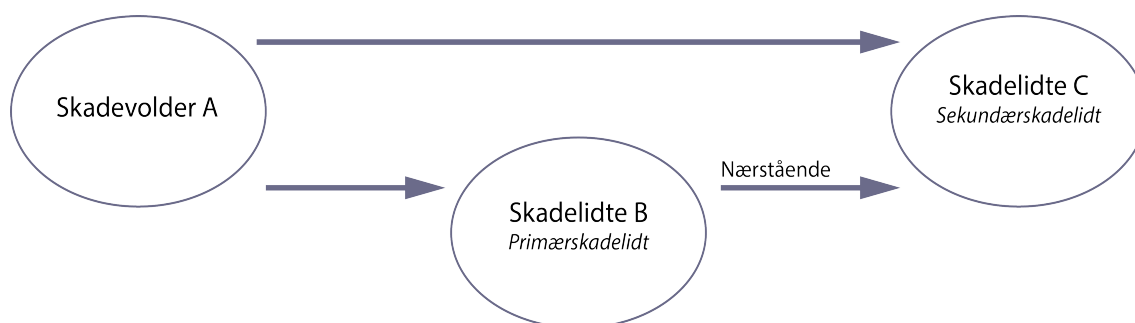 Skadevolder A
Skadelidte C
Sekundærskadelidt
Nærstående
Skadelidte B
Primærskadelidt